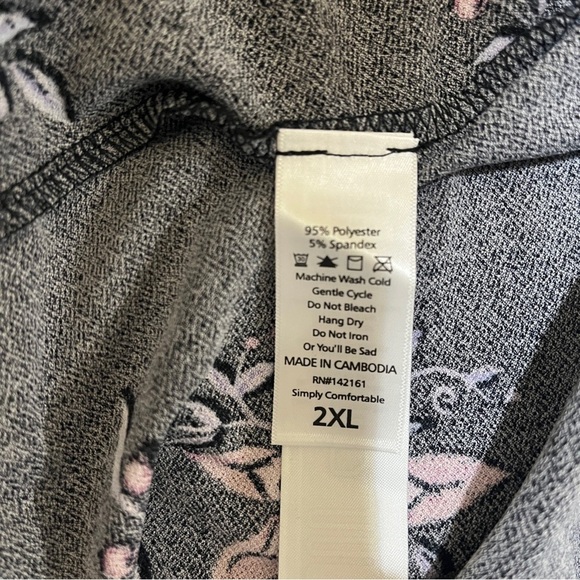 95% Polyester
5% Spandex
30
Machine Wash Cold
Gentle Cycle
Do Not Bleach
Hang Dry
Do Not Iron
Or You'll Be Sad
MADE IN CAMBODIA
RN#142161
Simply Comfortable
2XL